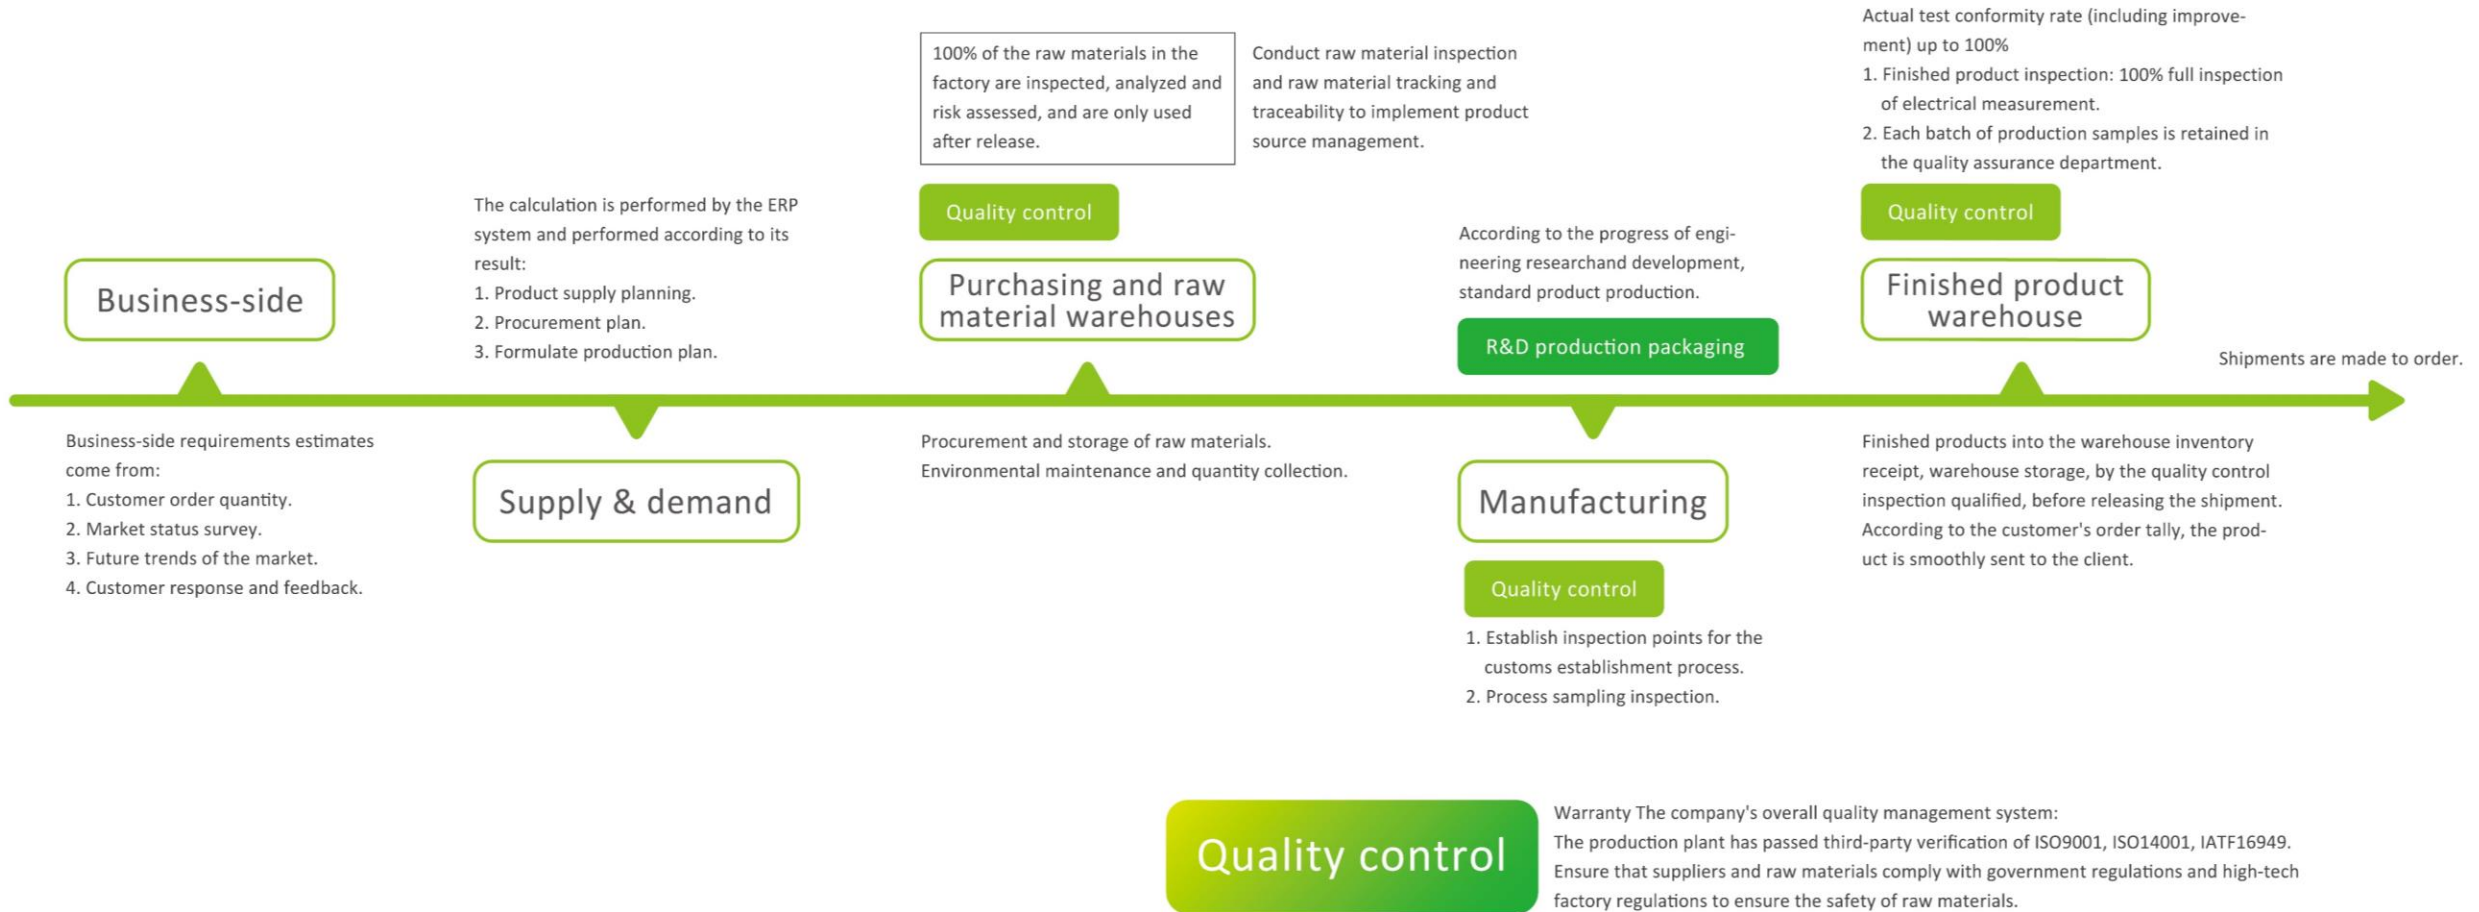 Business-side
Business-side requirements estimates
come from:
1. Customer order quantity.
2. Market status survey.
3. Future trends of the market.
4. Customer response and feedback.
The calculation is performed by the ERP
system and performed according to its
result:
1. Product supply planning.
2. Procurement plan.
3. Formulate production plan.
Supply & demand
100% of the raw materials in the
factory are inspected, analyzed and
risk assessed, and are only used
after release.
Conduct raw material inspection
and raw material tracking and
traceability to implement product
source management.
Quality control
Purchasing and raw
material warehouses
Procurement and storage of raw materials.
Environmental maintenance and quantity collection.
According to the progress of engi-
neering researchand development,
standard product production.
R&D production packaging
Manufacturing
Quality control
1. Establish inspection points for the
customs establishment process.
2. Process sampling inspection.
Actual test conformity rate (including improve-
ment) up to 100%
1. Finished product inspection: 100% full inspection
of electrical measurement.
2. Each batch of production samples is retained in
the quality assurance department.
Quality control
Finished product
warehouse
Finished products into the warehouse inventory
receipt, warehouse storage, by the quality control
inspection qualified, before releasing the shipment.
According to the customer's order tally, the prod-
uct is smoothly sent to the client.
Shipments are made to order.
Quality control
Warranty The company's overall quality management system:
The production plant has passed third-party verification of ISO9001, ISO14001, IATF16949.
Ensure that suppliers and raw materials comply with government regulations and high-tech
factory regulations to ensure the safety of raw materials.